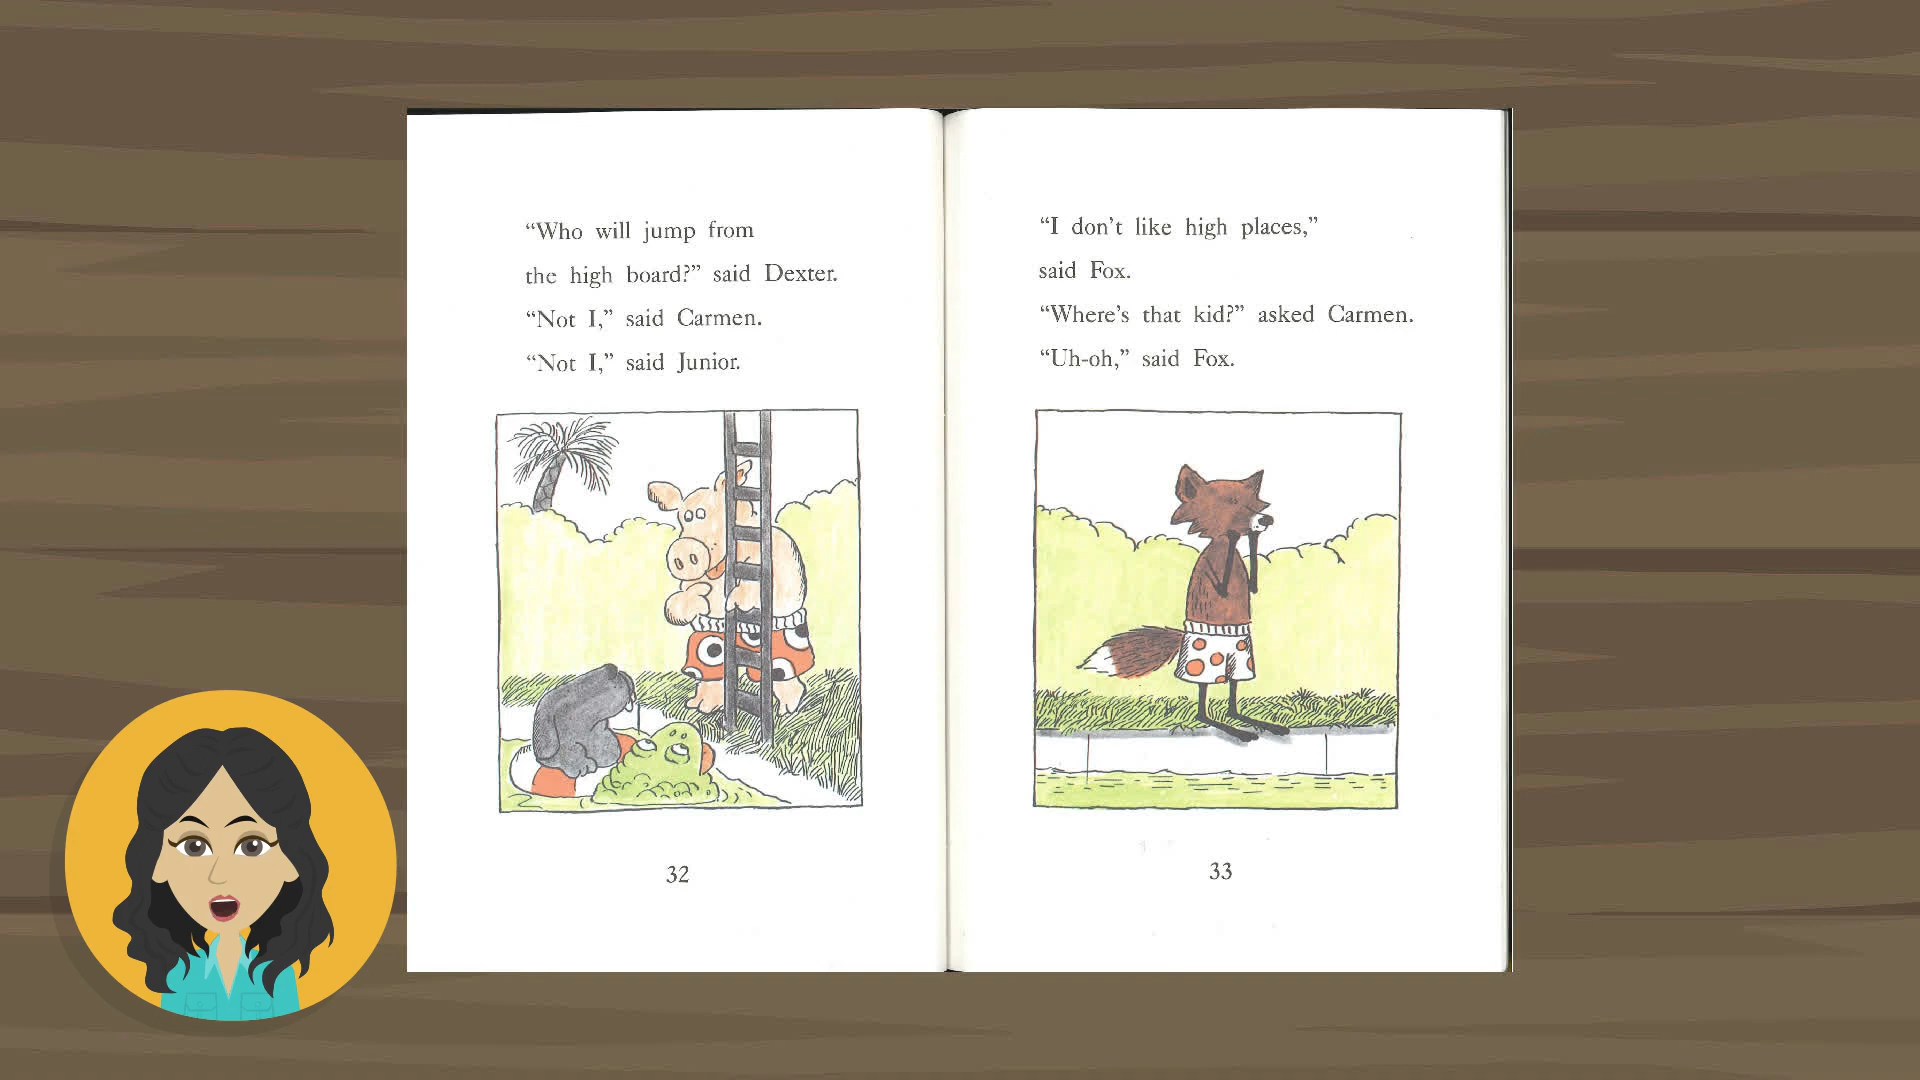 “Who will jump from
the high board?” said Dexter.
“Not I,” said Carmen.
“Not I,” said Junior.
32
“I don’t like high places,”
said Fox.
“Where’s that kid?” asked Carmen.
“Uh-oh,” said Fox.
33